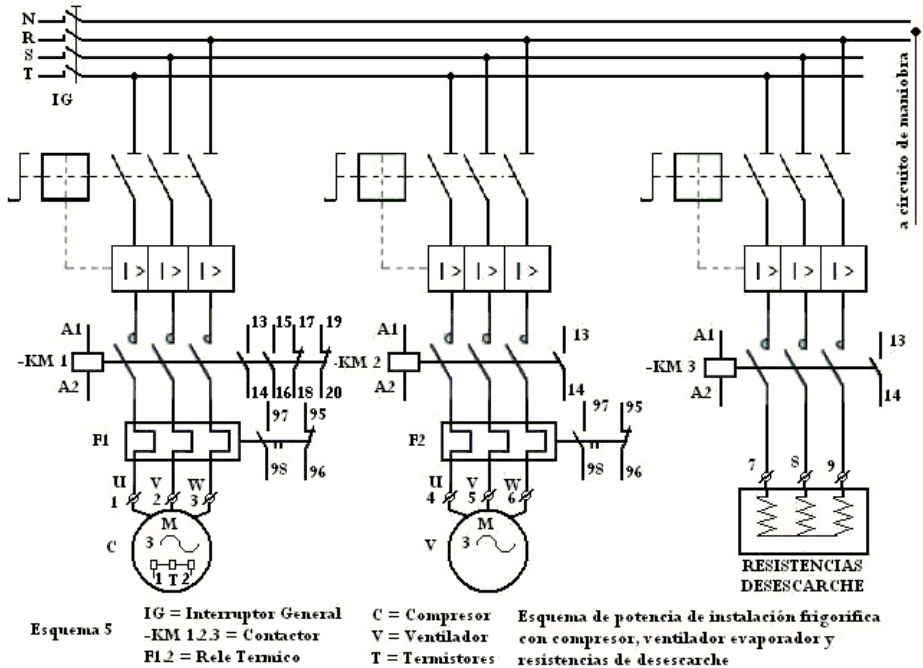 N
R
S
T
IG
a circuito de maniobra
I > I > I >
I > I > I >
I > I > I >
A1
-KM 1
A2
13 15 17 19
14 16 18 20
A1
-KM 2
A2
13
14
A1
-KM 3
A2
13
14
F1
97 95
98 96
F2
97 95
98 96
U V W
1 2 3
U V W
4 5 6
7 8 9
C
M
3
1 T 2
V
M
3
RESISTENCIAS
DESESCARCHE
Esquema 5
IG = Interruptor General
-KM 1.2.3 = Contactor
F1.2 = Rele Termico
C = Compresor
V = Ventilador
T = Termistores
Esquema de potencia de instalación frigorifica
con compresor, ventilador evaporador y
resistencias de desescarche